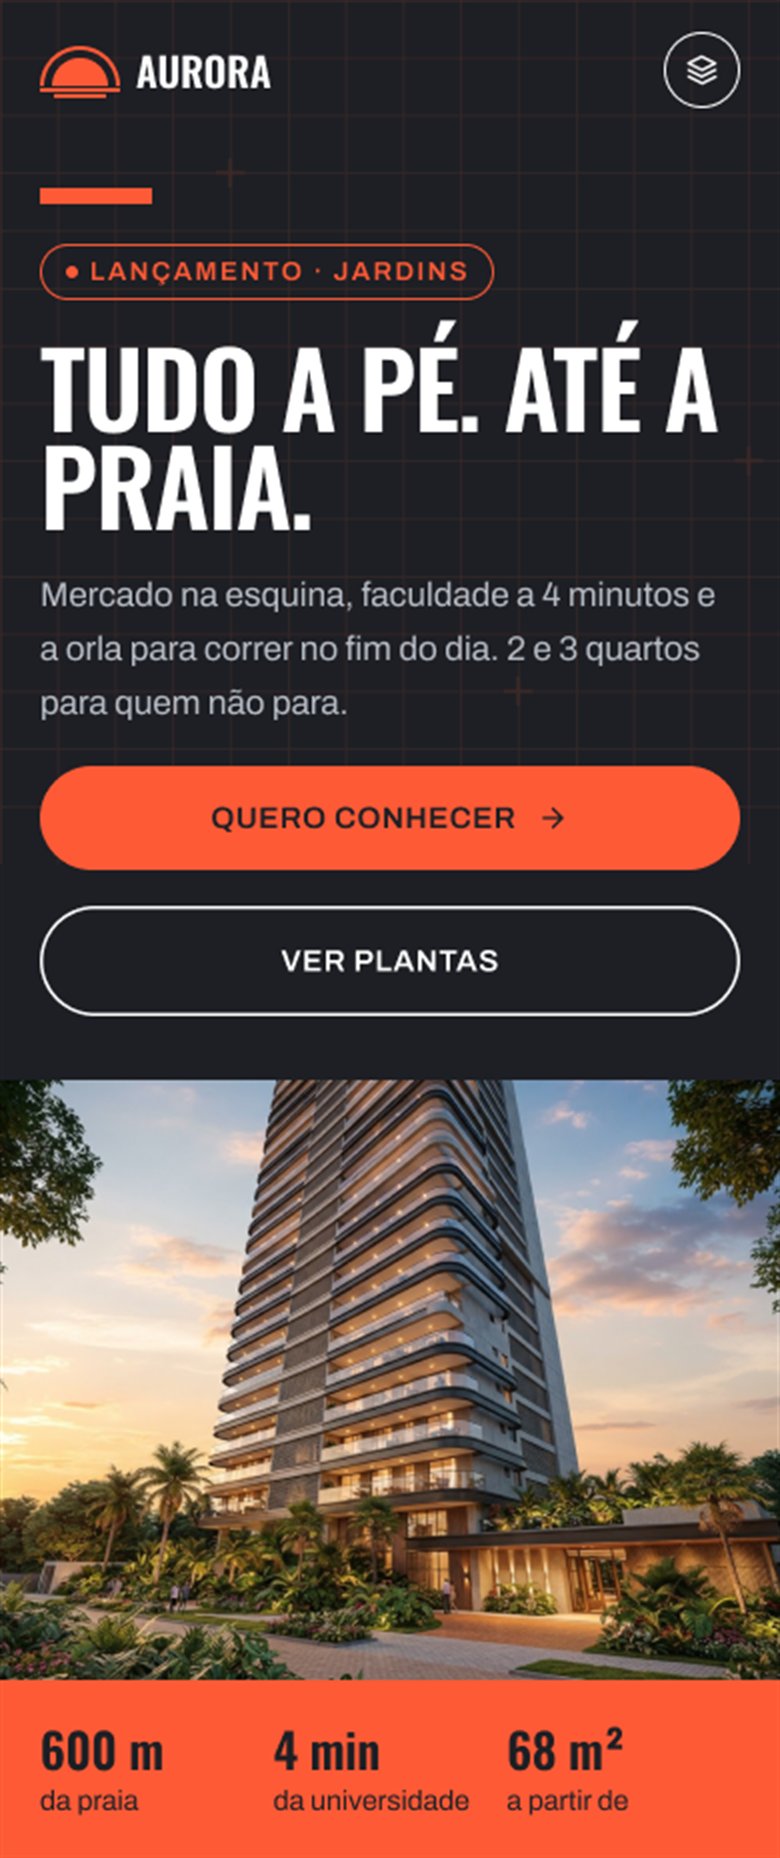 AURORA
LANÇAMENTO · JARDINS
TUDO A PÉ. ATÉ A
PRAIA.
Mercado na esquina, faculdade a 4 minutos e
a orla para correr no fim do dia. 2 e 3 quartos
para quem não para.
QUERO CONHECER →
VER PLANTAS
600 m
da praia
4 min
da universidade
68 m²
a partir de